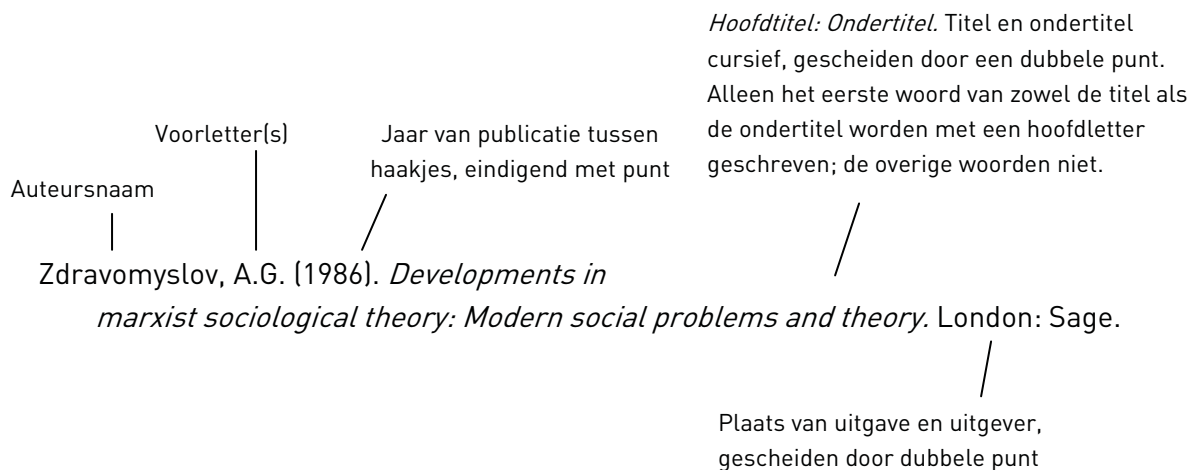 Hoofdtitel: Ondertitel. Titel en ondertitel
cursief, gescheiden door een dubbele punt.
Alleen het eerste woord van zowel de titel als
de ondertitel worden met een hoofdletter
geschreven; de overige woorden niet.
Voorletter(s)
Jaar van publicatie tussen
haakjes, eindigend met punt
Auteursnaam
Zdravomyslov, A.G. (1986). Developments in
marxist sociological theory: Modern social problems and theory. London: Sage.
Plaats van uitgave en uitgever,
gescheiden door dubbele punt